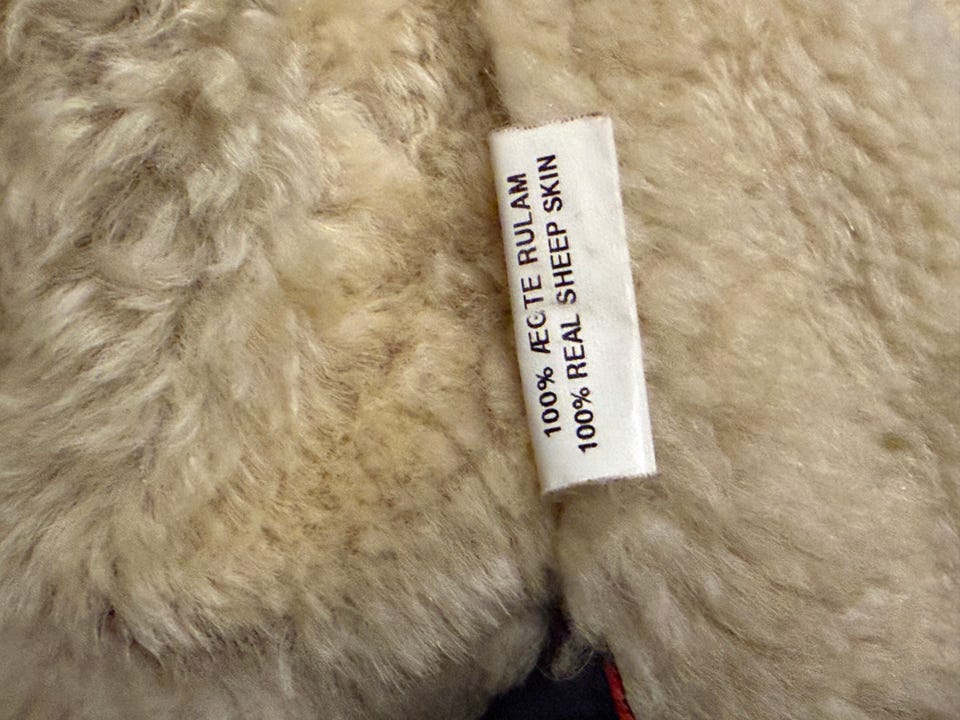 100% ÆGTE RULAM
100% REAL SHEEP SKIN